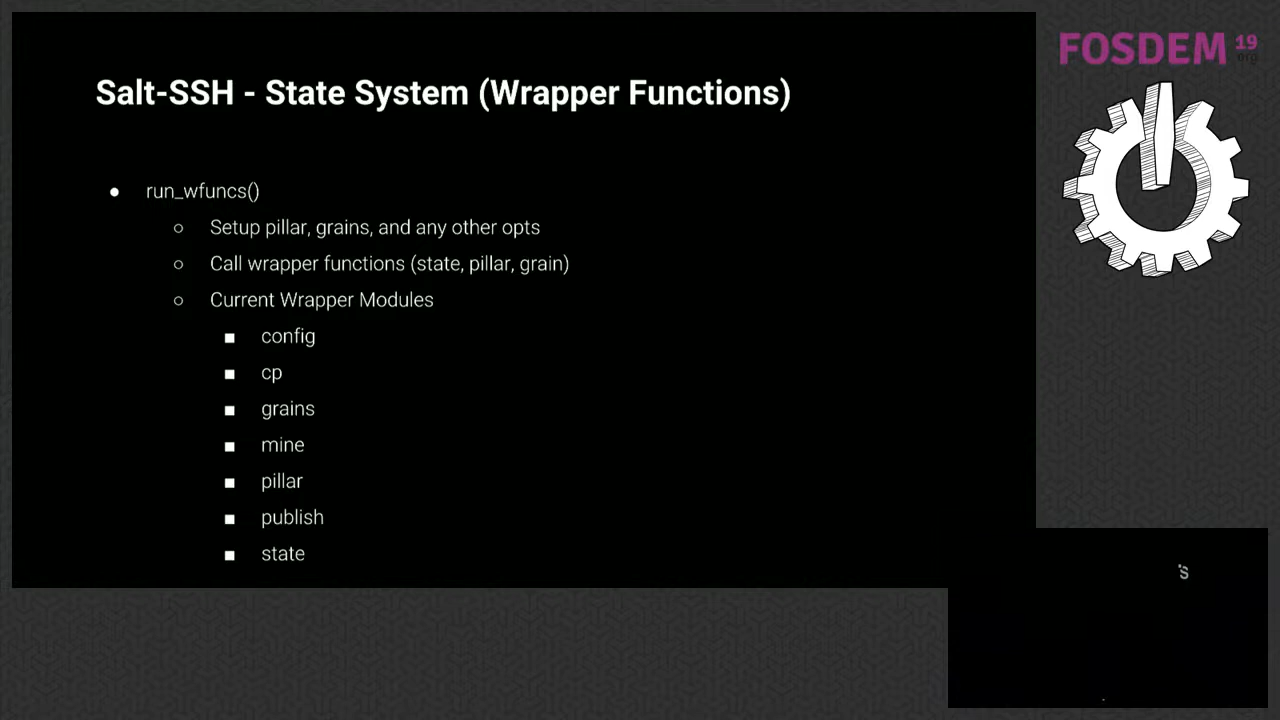 Salt-SSH - State System (Wrapper Functions)
● run_wfuncs()
○ Setup pillar, grains, and any other opts
○ Call wrapper functions (state, pillar, grain)
○ Current Wrapper Modules
■ config
■ cp
■ grains
■ mine
■ pillar
■ publish
■ state
FOSDEM 19
.org